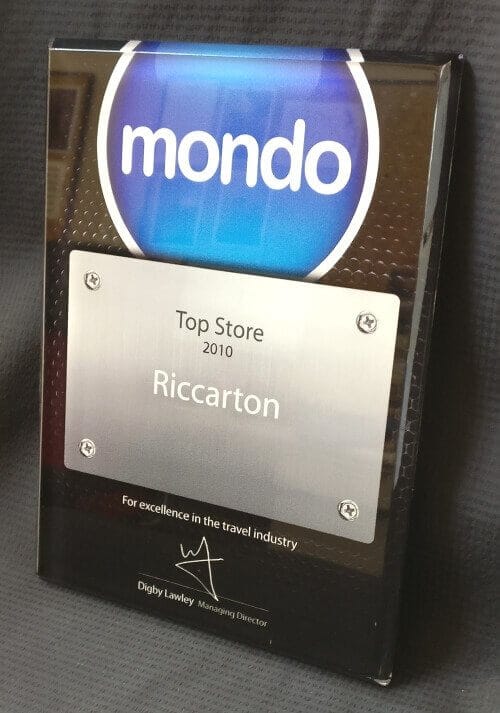 mondo
Top Store
2010
Riccarton
For excellence in the travel industry
Digby Lawley Managing Director